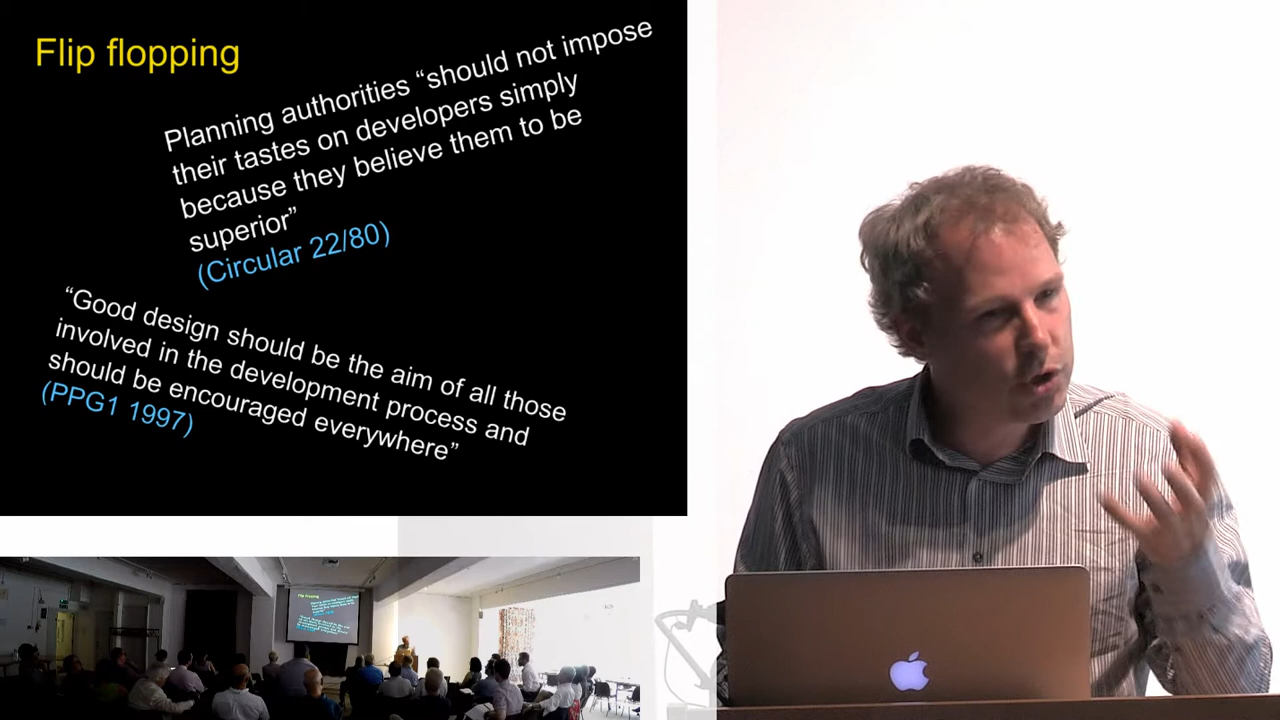 Flip flopping
Planning authorities “should not impose
their tastes on developers simply
because they believe them to be
superior”
(Circular 22/80)
“Good design should be the aim of all those
involved in the development process and
should be encouraged everywhere”
(PPG1 1997)
Flip flopping